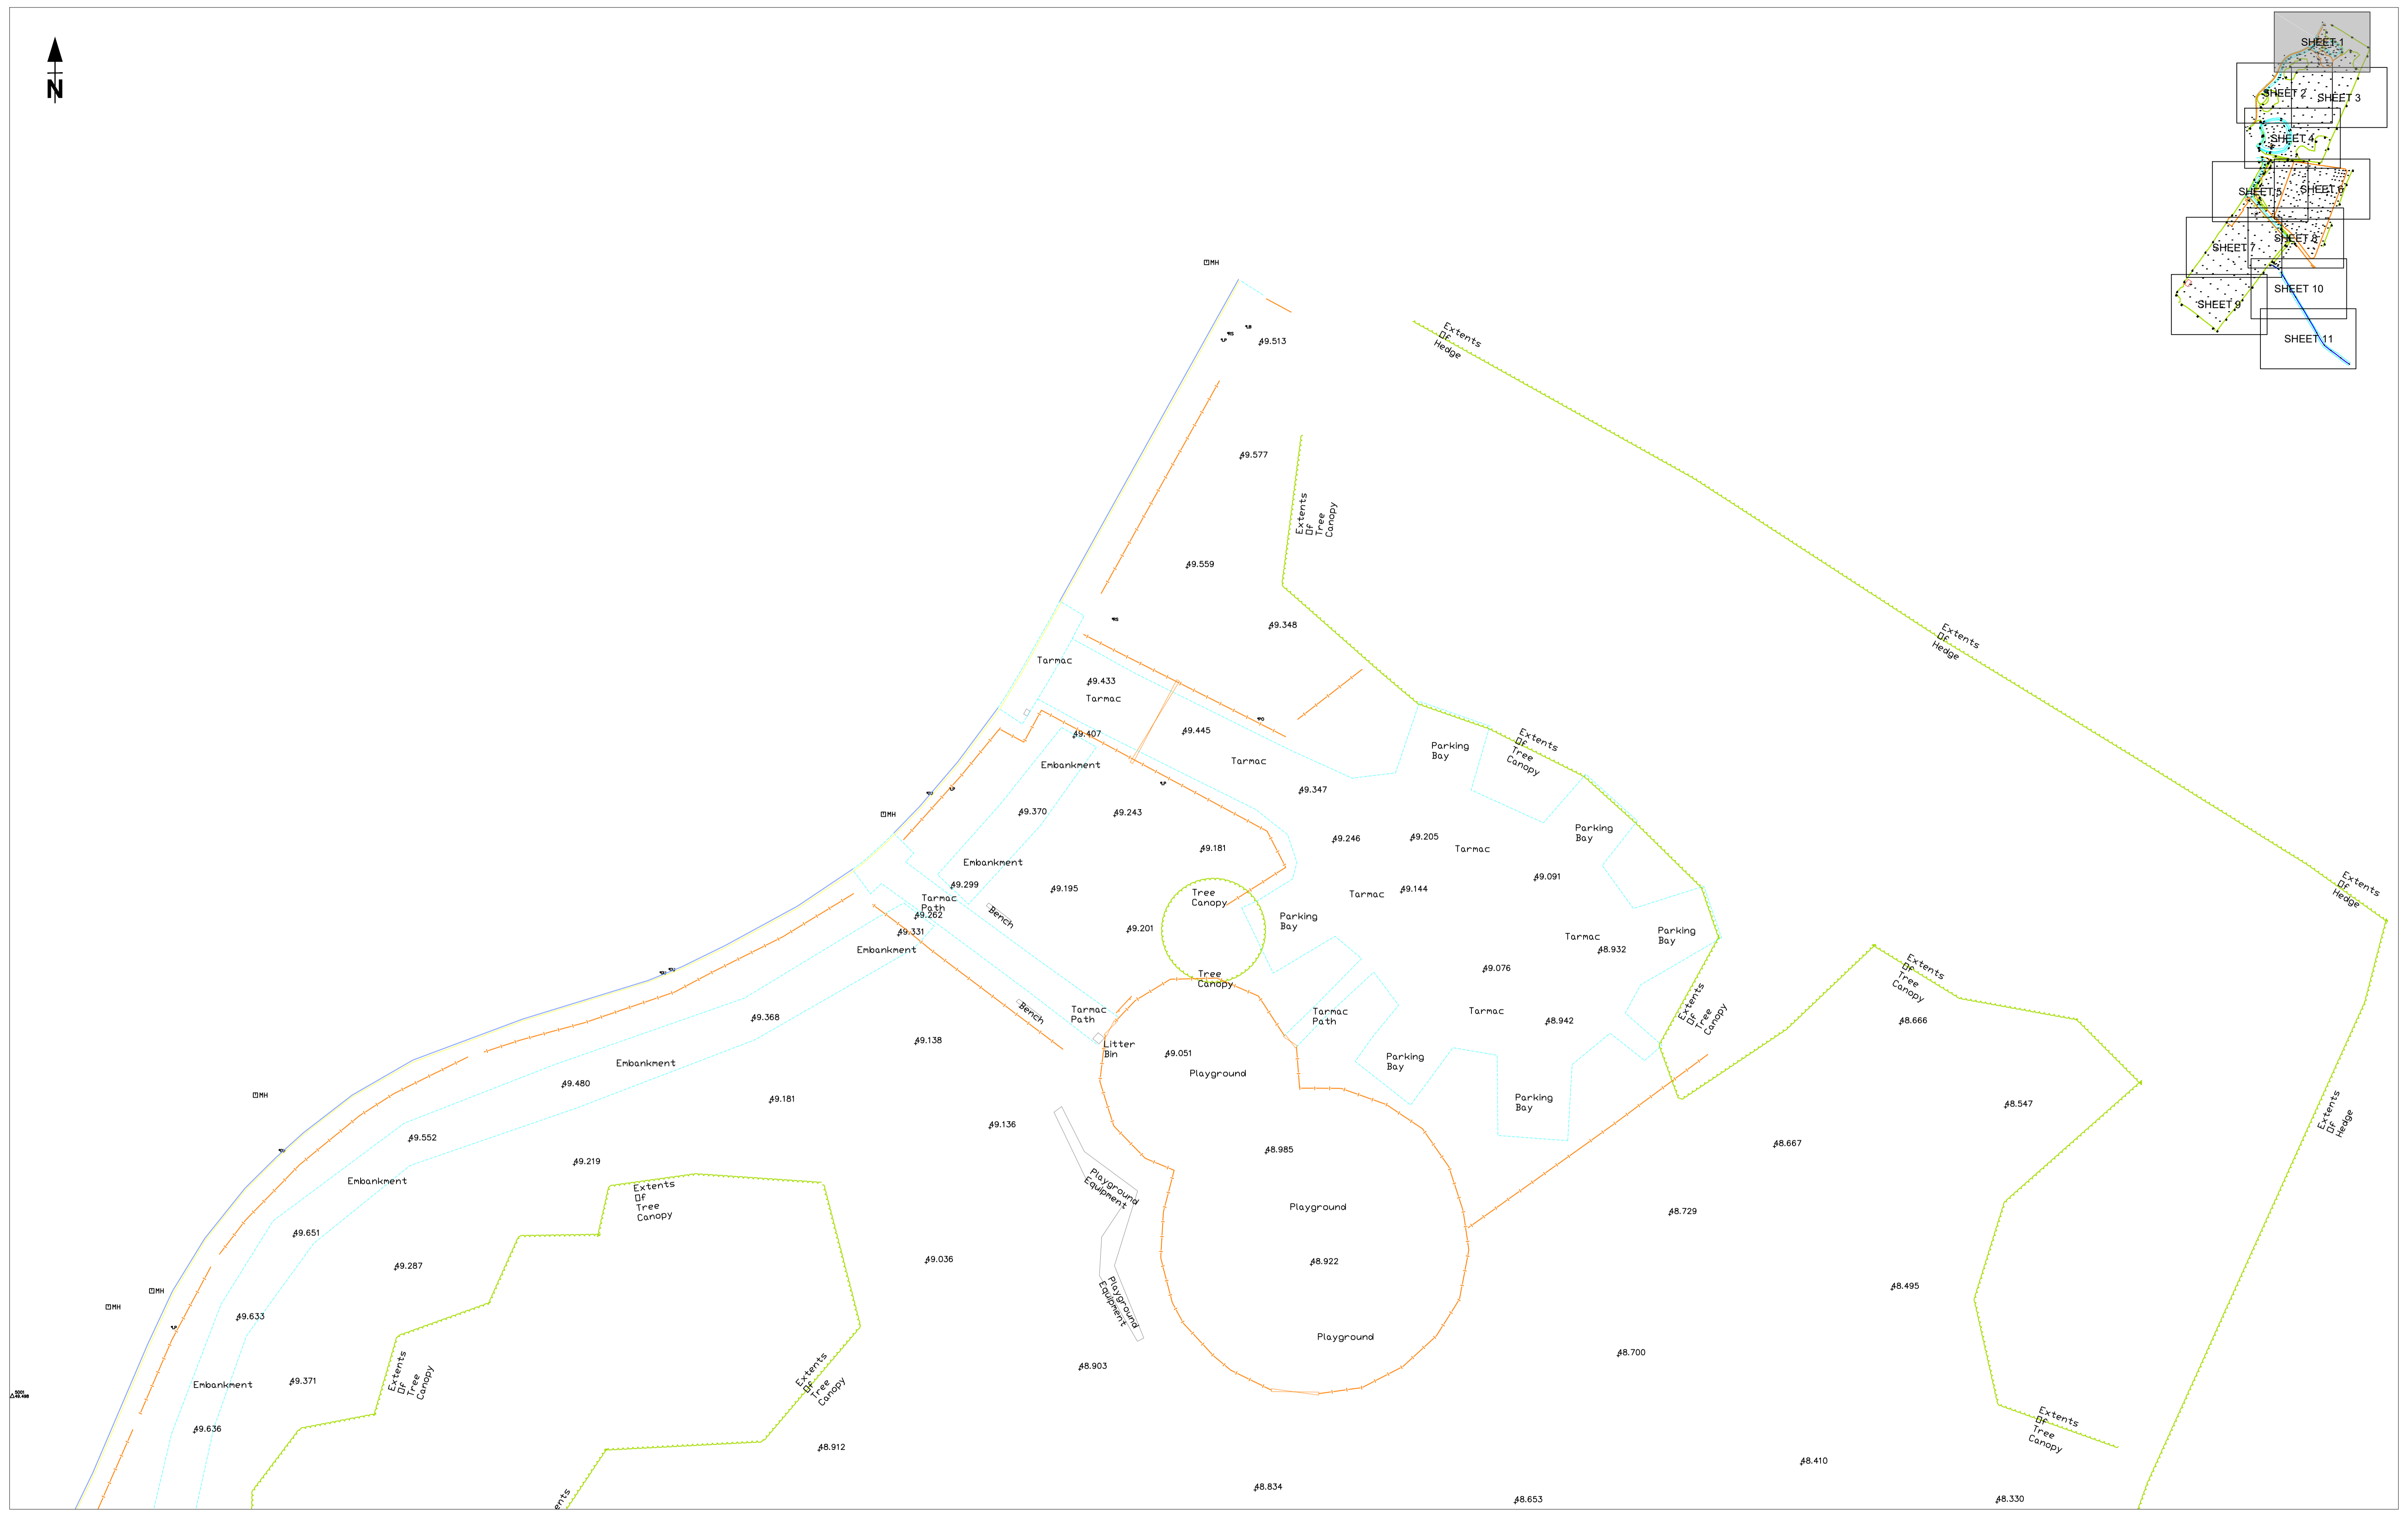 N
SHEET 1
SHEET 2
SHEET 3
SHEET 4
SHEET 5
SHEET 6
SHEET 7
SHEET 8
SHEET 9
SHEET 10
SHEET 11
MH
49.513
Extents
Of
Hedge
49.577
Extents
Of
Tree
Canopy
49.559
49.348
Extents
Of
Hedge
Tarmac
49.433
Tarmac
49.407
49.445
Embankment
Tarmac
Parking
Bay
Extents
Of
Tree
Canopy
49.347
MH
49.370
49.243
49.246
49.205
Parking
Bay
49.181
Tarmac
Embankment
49.299
49.195
Tree
Canopy
Tarmac
49.144
49.091
Extents
Of
Hedge
Tarmac
Path
49.262
Bench
Parking
Bay
49.331
49.201
Tarmac
Parking
Bay
Embankment
48.932
Tree
Canopy
49.076
Extents
Of
Tree
Canopy
Bench
Tarmac
Path
Tarmac
Path
Tarmac
Extents
Of
Tree
Canopy
49.368
48.942
48.666
49.138
Litter
Bin
49.051
Playground
Parking
Bay
Embankment
49.480
MH
49.181
Parking
Bay
48.547
49.136
Extents
Of
Hedge
49.552
48.985
48.667
49.219
Embankment
Extents
Of
Tree
Canopy
Playground
Equipment
Playground
48.729
49.651
49.287
49.036
48.922
48.495
MH
MH
49.633
Playground
Equipment
Playground
48.700
49.371
Embankment
Extents
Of
Tree
Canopy
Extents
Of
Tree
Canopy
48.903
5001
49.498
49.636
48.912
Extents
Of
Tree
Canopy
48.410
48.834
48.653
48.330
ents